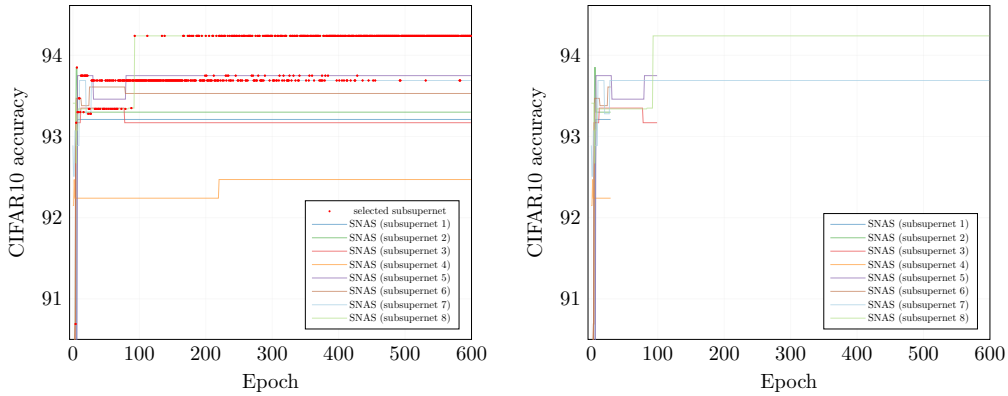 94
93
92
91
CIFAR10 accuracy
0 100 200 300 400 500 600
Epoch
selected subsupernet
SNAS (subsupernet 1)
SNAS (subsupernet 2)
SNAS (subsupernet 3)
SNAS (subsupernet 4)
SNAS (subsupernet 5)
SNAS (subsupernet 6)
SNAS (subsupernet 7)
SNAS (subsupernet 8)
94
93
92
91
CIFAR10 accuracy
0 100 200 300 400 500 600
Epoch
SNAS (subsupernet 1)
SNAS (subsupernet 2)
SNAS (subsupernet 3)
SNAS (subsupernet 4)
SNAS (subsupernet 5)
SNAS (subsupernet 6)
SNAS (subsupernet 7)
SNAS (subsupernet 8)